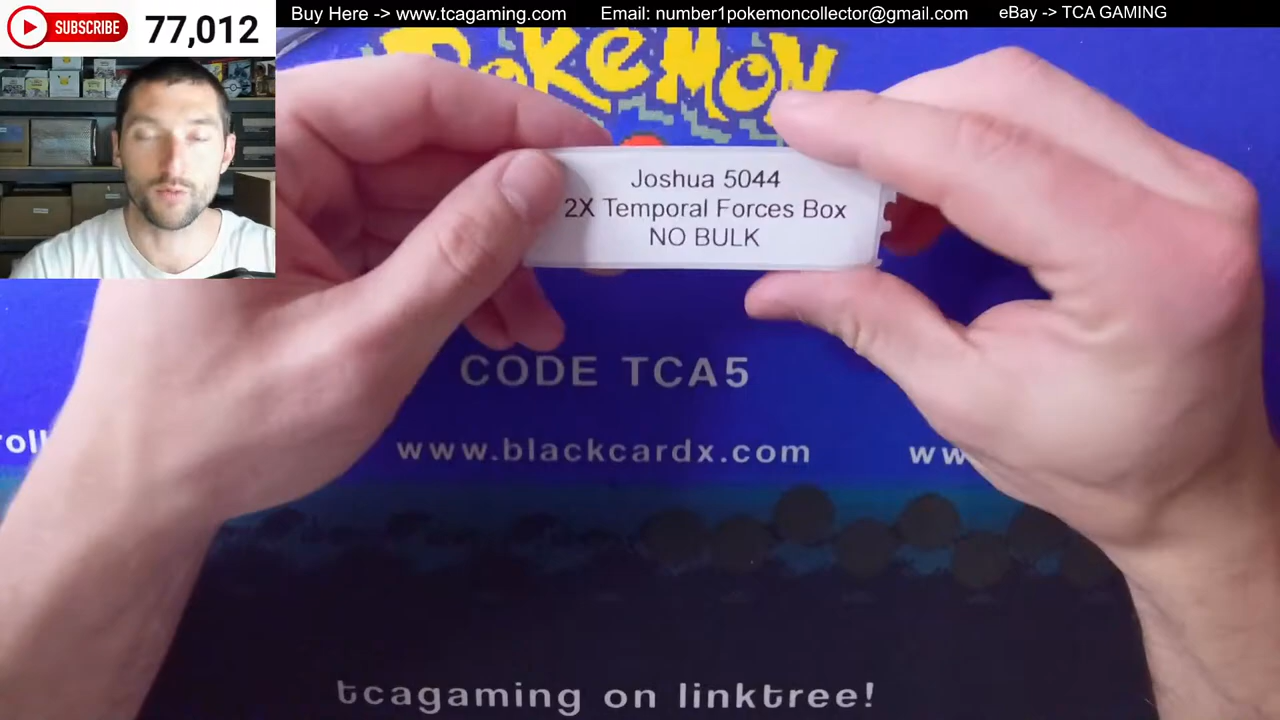 SUBSCRIBE 77,012
Buy Here -> www.tcagaming.com Email: number1pokemoncollector@gmail.com eBay -> TCA GAMING
POKéMON
Joshua 5044
2X Temporal Forces Box
NO BULK
CODE TCA5
www.blackcardx.com
tcagaming on linktree!